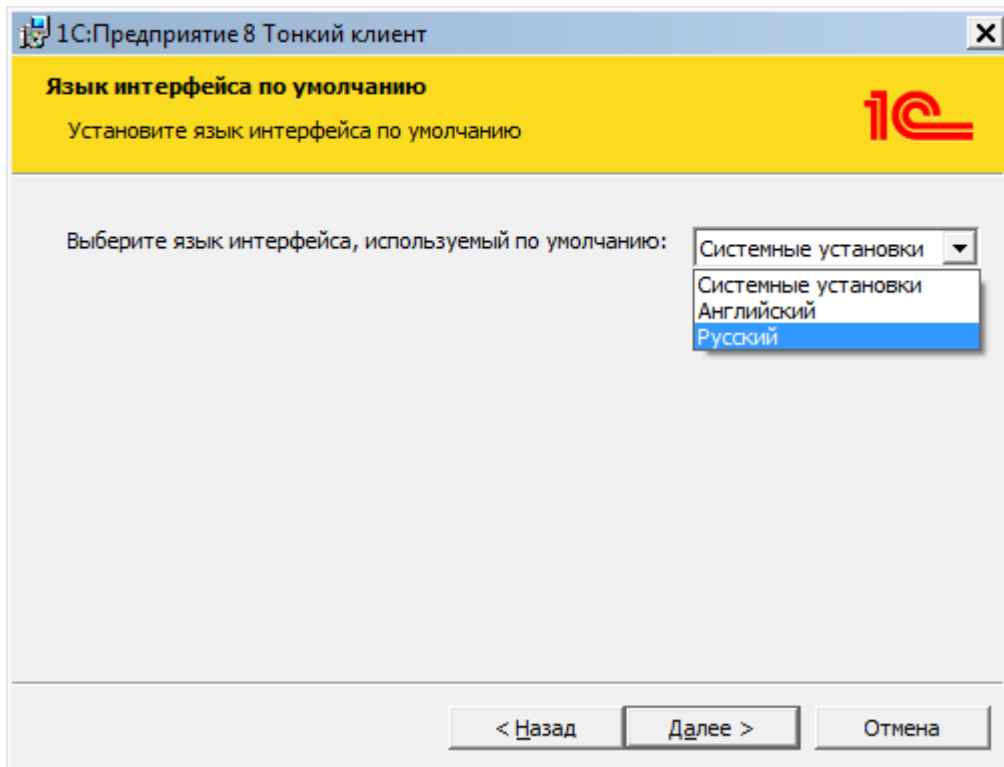 1С:Предприятие 8 Тонкий клиент
Язык интерфейса по умолчанию
Установите язык интерфейса по умолчанию
1С
Выберите язык интерфейса, используемый по умолчанию:
Системные установки
Системные установки
Английский
Русский
< Назад
Далее >
Отмена